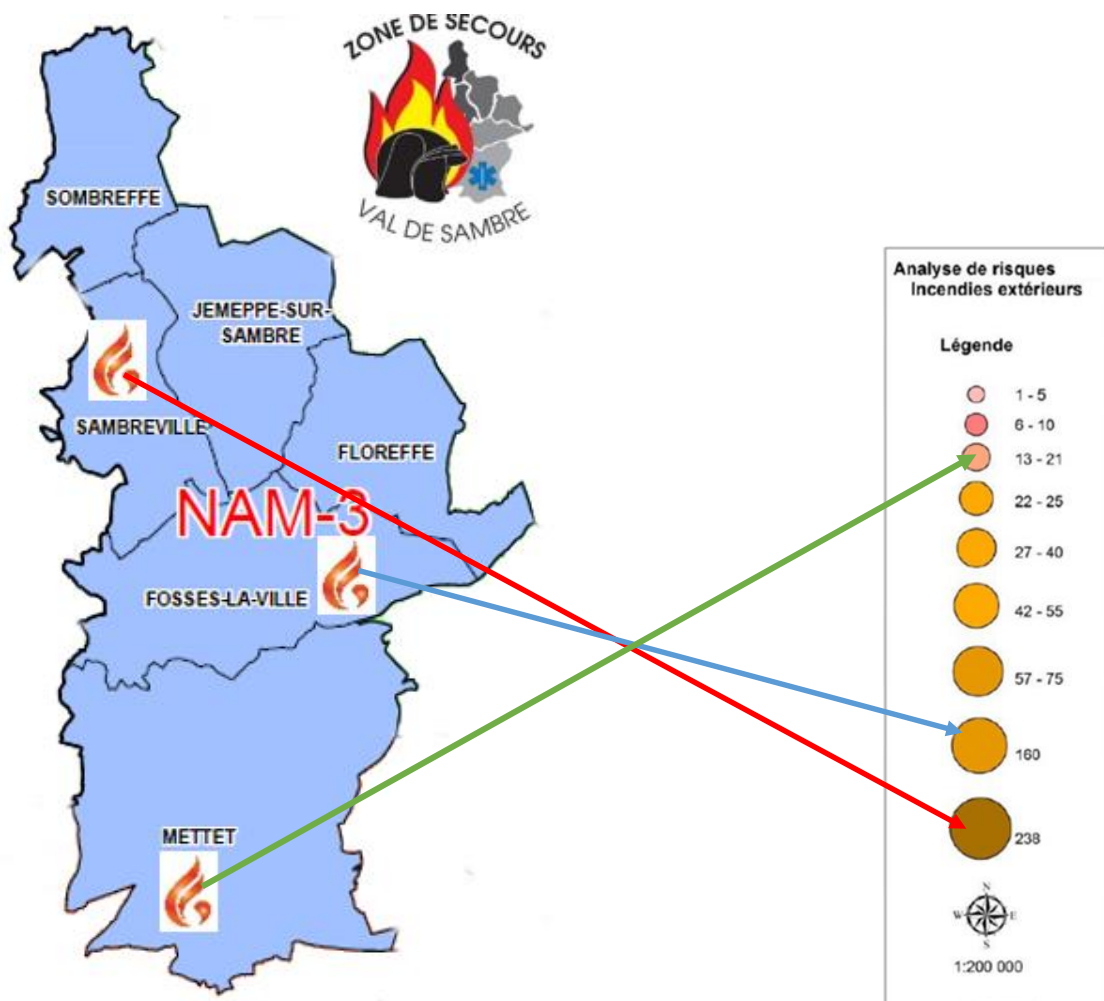 ZONE DE SECOURS
VAL DE SAMBRE
SOMBREFFE
JEMEPPE-SUR-
SAMBRE
SAMBREVILLE
FLOREFFE
NAM-3
FOSSES-LA-VILLE
METTET
Analyse de risques
Incendies extérieurs
Légende
1 - 5
6 - 10
13 - 21
22 - 25
27 - 40
42 - 55
57 - 75
160
238
N
W E
S
1:200 000